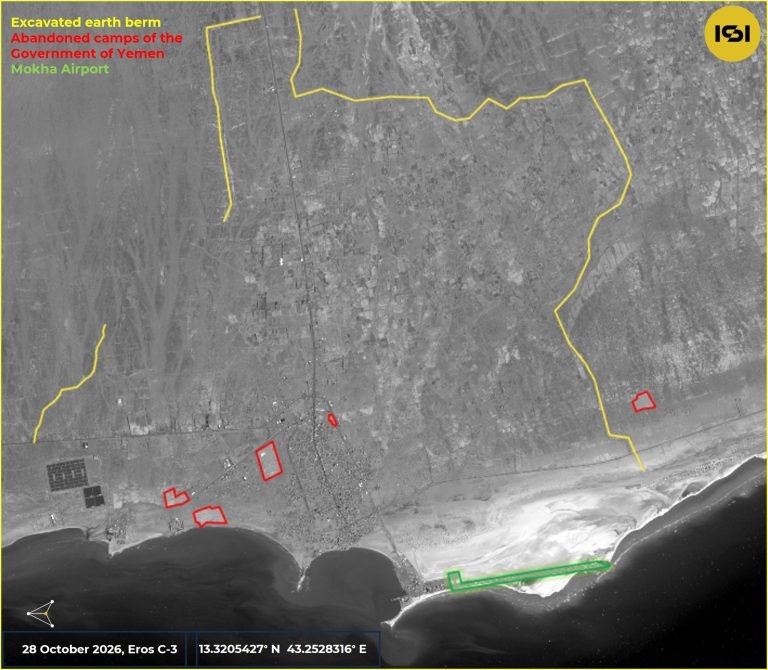 Excavated earth berm
Abandoned camps of the
Government of Yemen
Mokha Airport
ISI
28 October 2026, Eros C-3
13.3205427° N 43.2528316° E